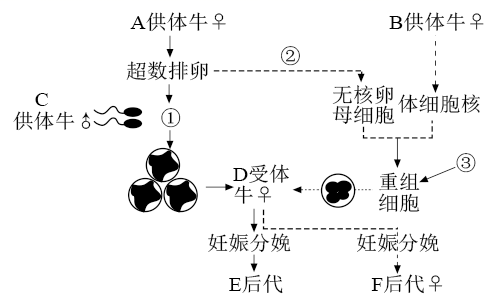 A供体牛♀
B供体牛♀
超数排卵
②
C
供体牛♂
①
无核卵
母细胞
体细胞核
③
D受体
牛♀
重组
细胞
妊娠分娩
妊娠分娩
E后代
F后代♀